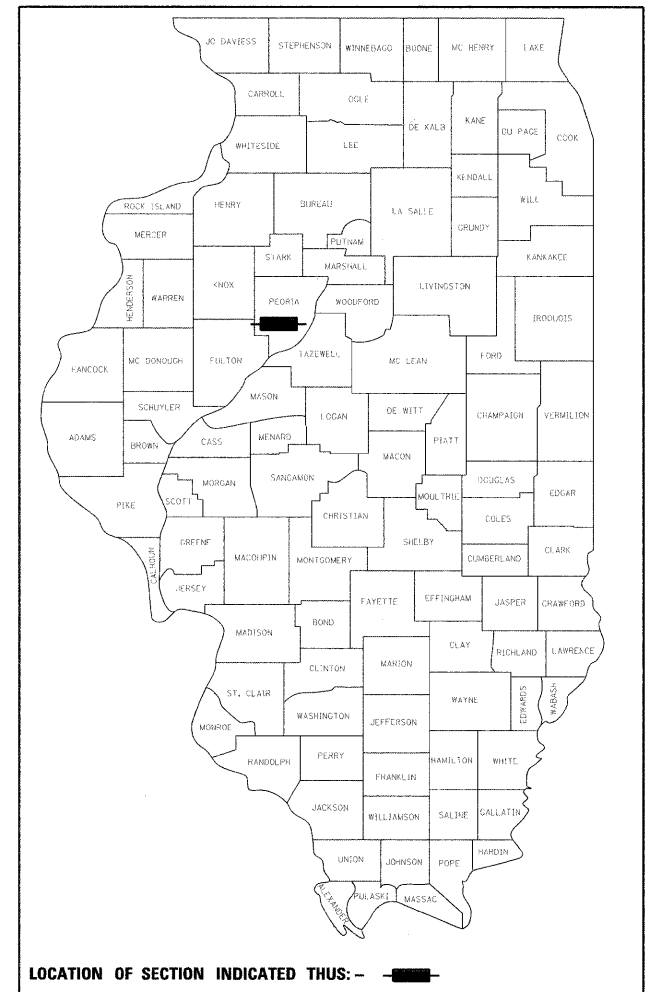 JO DAVIESS STEPHENSON WINNEBAGO BOONE MC HENRY LAKE
CARROLL OGLE
DE KALB KANE DU PAGE COOK
WHITESIDE LEE
KENDALL
ROCK ISLAND HENRY BUREAU LA SALLE WILL
MERCER PUTNAM GRUNDY
STARK MARSHALL KANKAKEE
HENDERSON WARREN KNOX PEORIA WOODFORD LIVINGSTON IROQUOIS
HANCOCK MC DONOUGH FULTON TAZEWELL MC LEAN FORD
MASON
SCHUYLER LOGAN DE WITT CHAMPAIGN VERMILION
ADAMS BROWN CASS MENARD MACON PIATT
MORGAN SANGAMON DOUGLAS
PIKE SCOTT CHRISTIAN MOULTRIE COLES EDGAR
GREENE MACOUPIN MONTGOMERY SHELBY CUMBERLAND CLARK
CALHOUN JERSEY
FAYETTE EFFINGHAM JASPER CRAWFORD
MADISON BOND
CLAY RICHLAND LAWRENCE
CLINTON MARION
ST. CLAIR WAYNE EDWARDS WABASH
MONROE WASHINGTON JEFFERSON
RANDOLPH PERRY HAMILTON WHITE
FRANKLIN
JACKSON WILLIAMSON SALINE GALLATIN
UNION JOHNSON POPE HARDIN
ALEXANDER PULASKI MASSAC
LOCATION OF SECTION INDICATED THUS: -